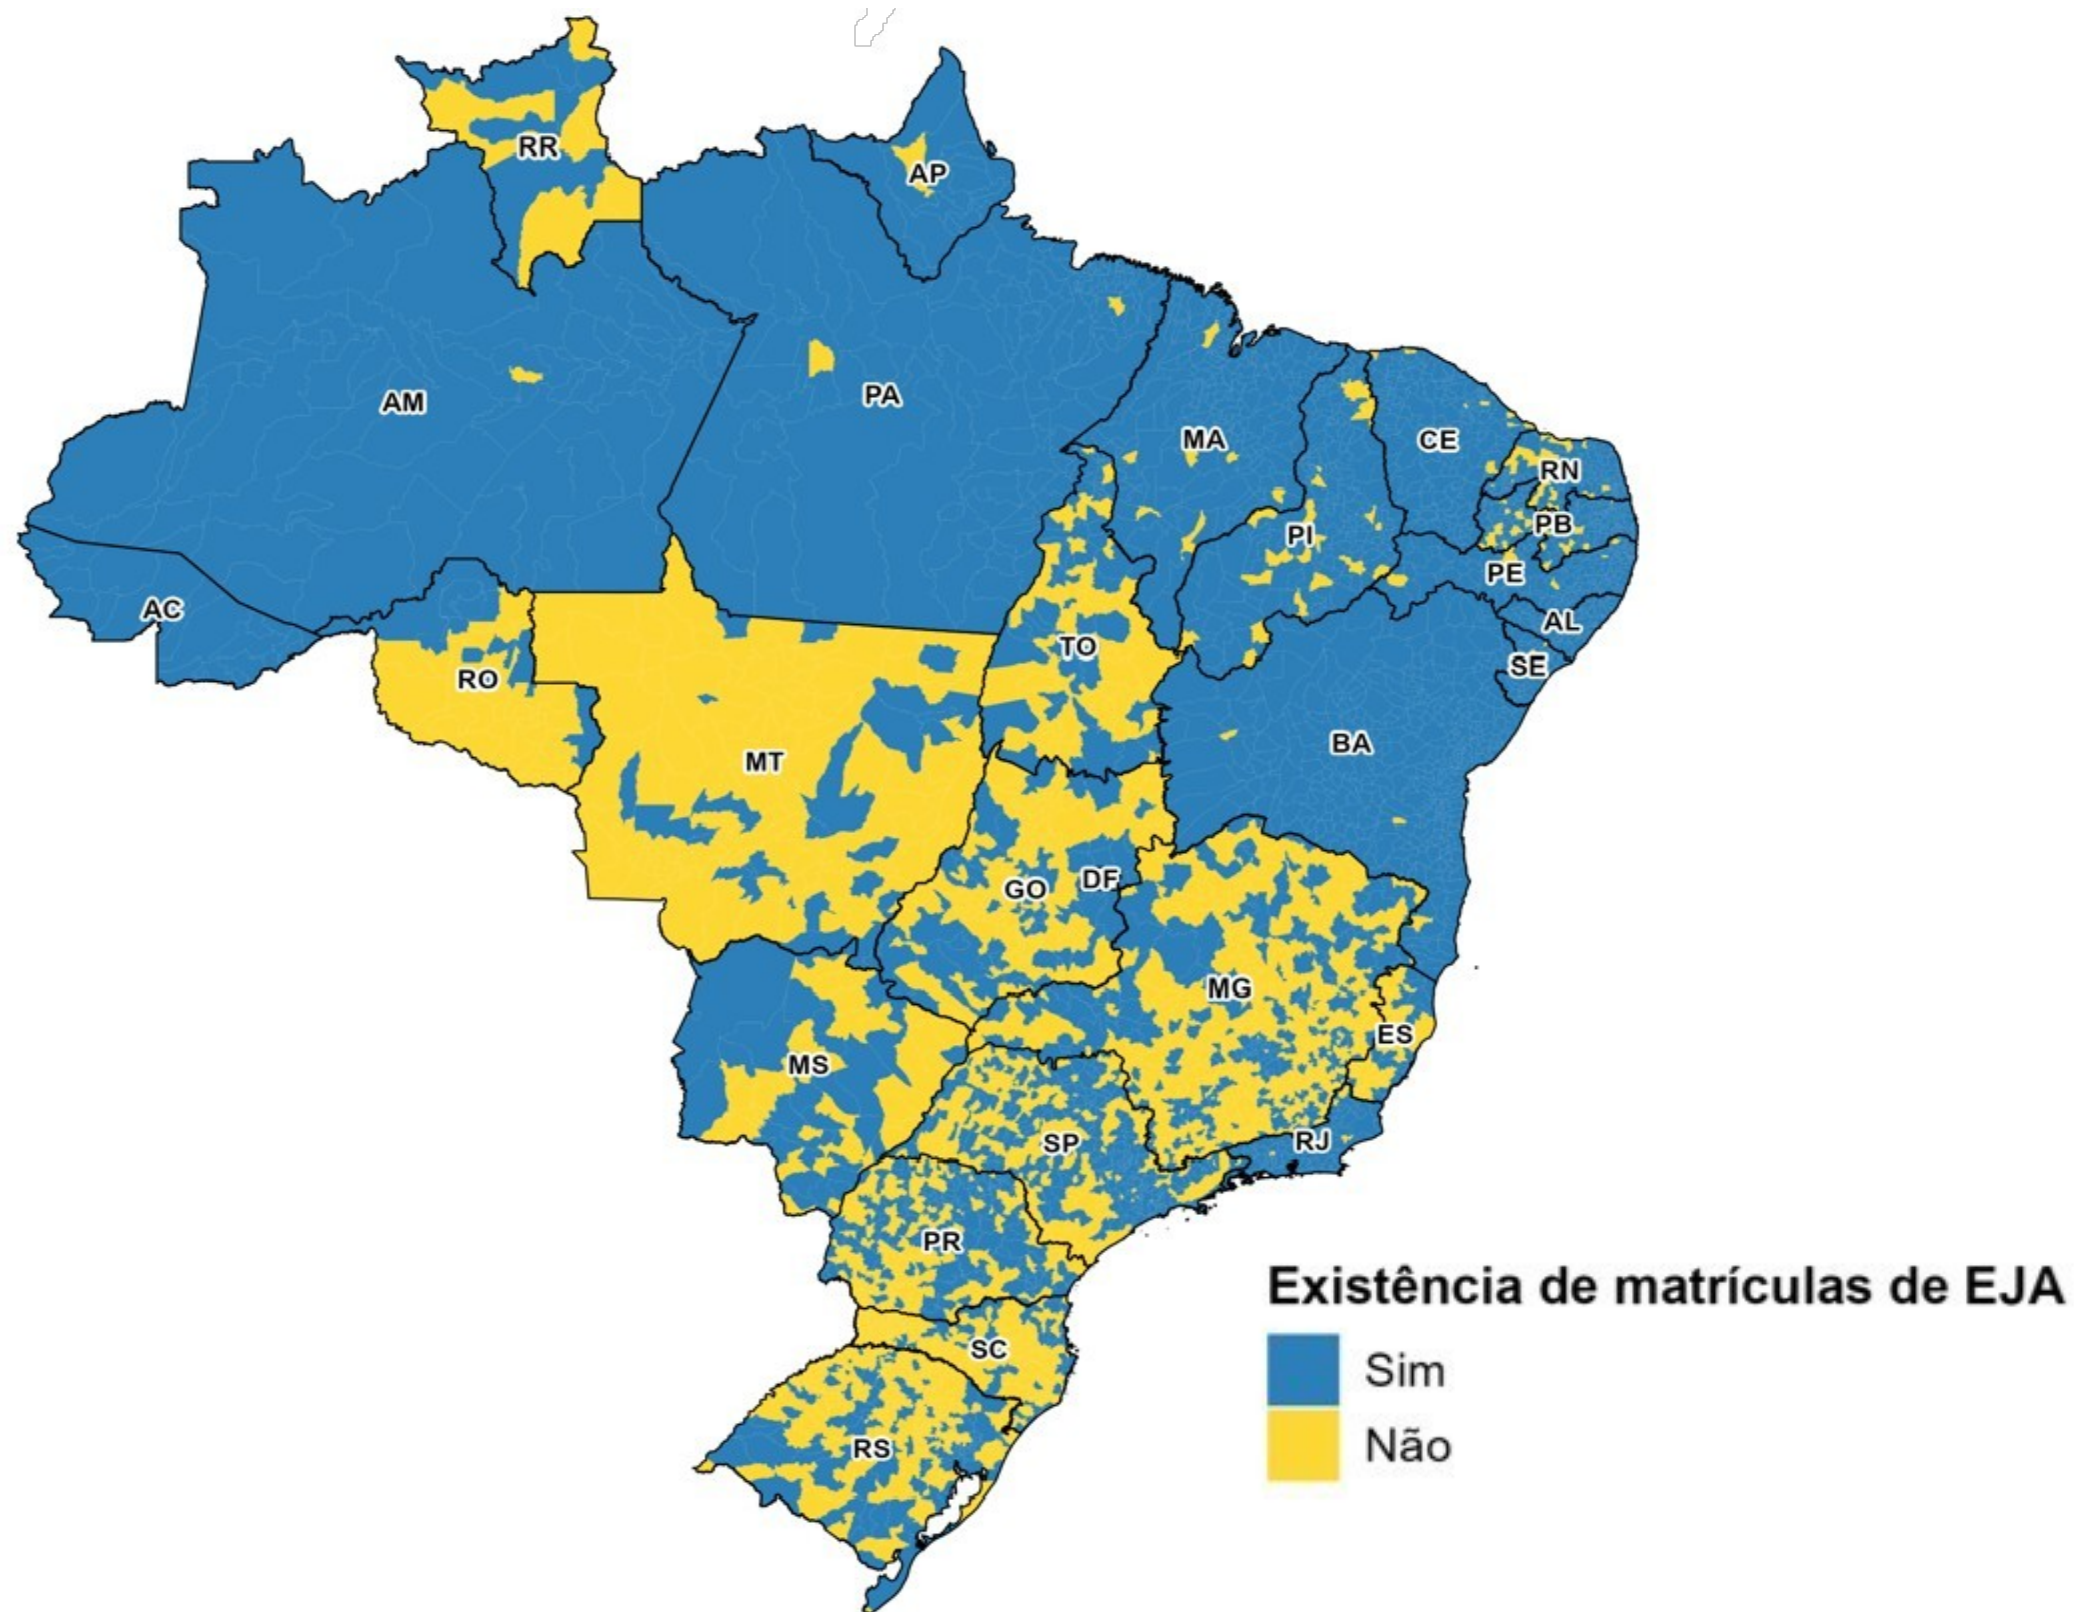 RR
AP
AM
PA
MA
CE
RN
PB
PI
PE
AC
AL
TO
SE
RO
BA
MT
GO
DF
MG
ES
MS
SP
RJ
PR
Existência de matrículas de EJA
SC
Sim
RS
Não